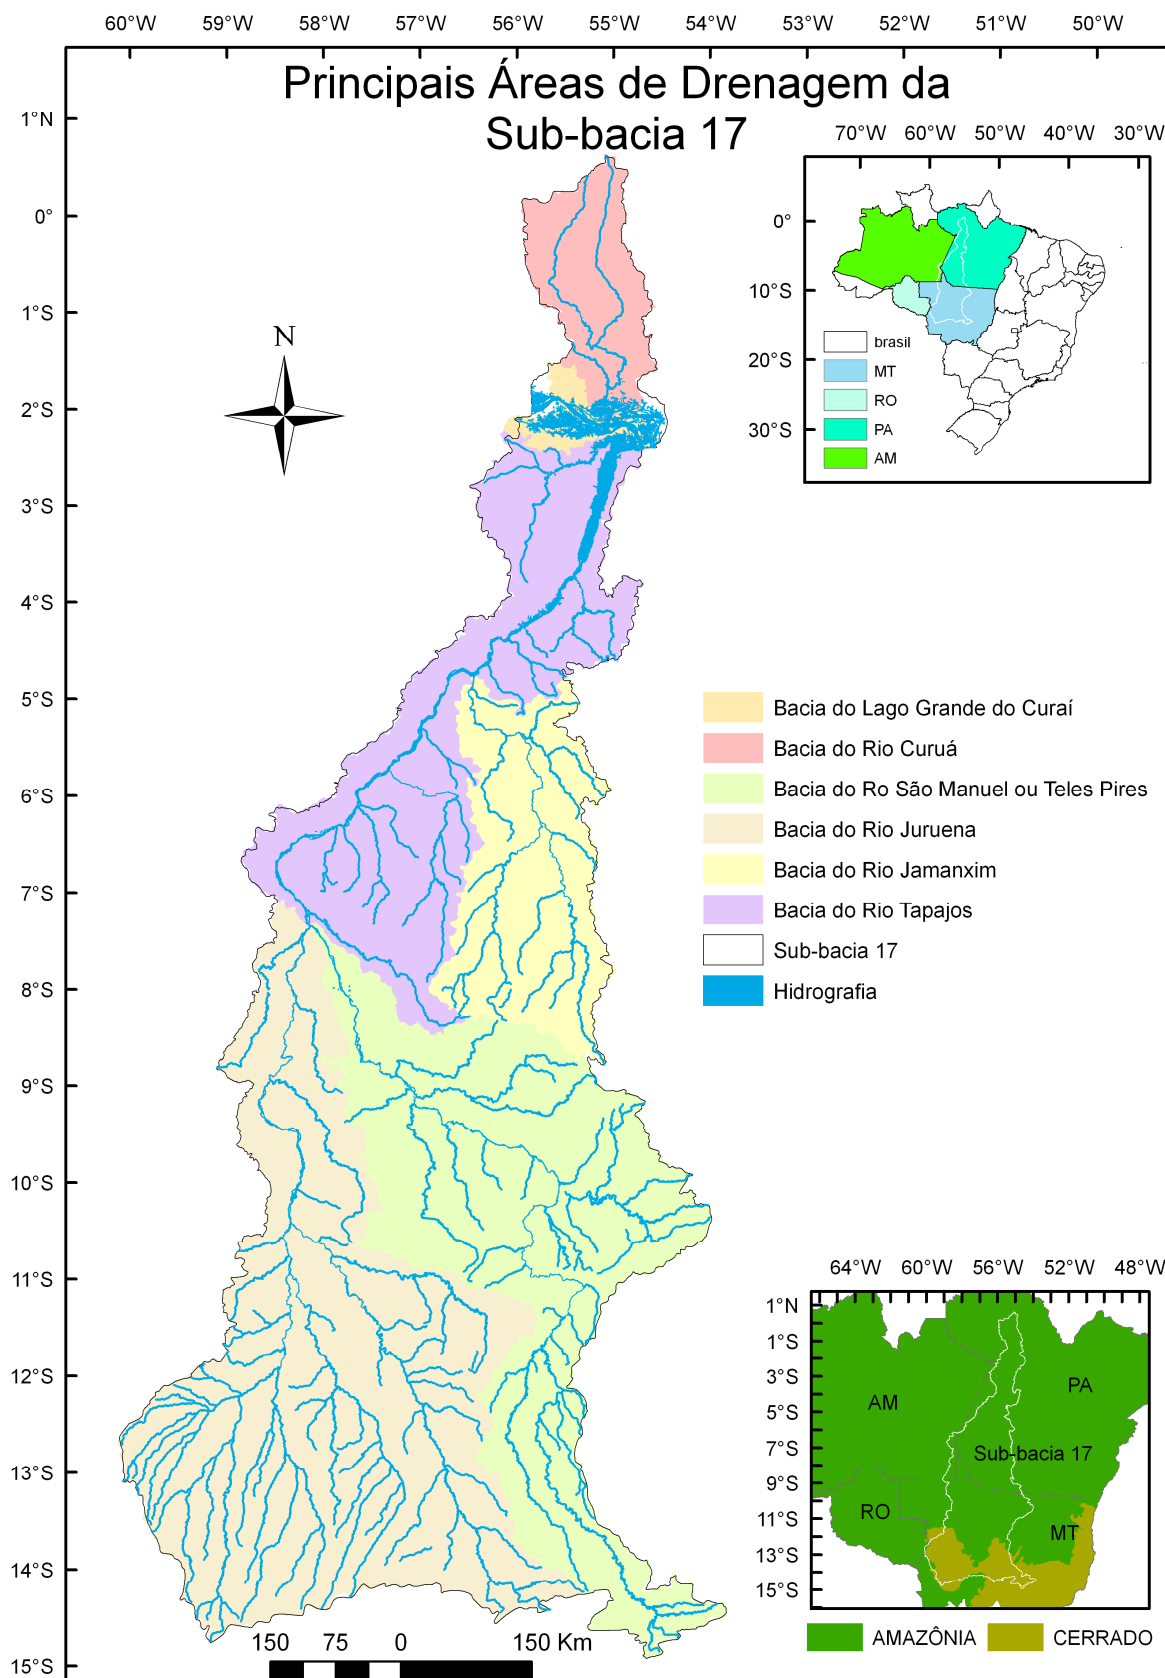 60°W 59°W 58°W 57°W 56°W 55°W 54°W 53°W 52°W 51°W 50°W
Principais Áreas de Drenagem da
Sub-bacia 17
1°N
0°
1°S
2°S
3°S
4°S
5°S
6°S
7°S
8°S
9°S
10°S
11°S
12°S
13°S
14°S
15°S
N
70°W 60°W 50°W 40°W 30°W
0°
10°S
20°S
30°S
brasil
MT
RO
PA
AM
Bacia do Lago Grande do Curaí
Bacia do Rio Curuá
Bacia do Ro São Manuel ou Teles Pires
Bacia do Rio Juruena
Bacia do Rio Jamanxim
Bacia do Rio Tapajos
Sub-bacia 17
Hidrografia
64°W 60°W 56°W 52°W 48°W
1°N
1°S
3°S
5°S
7°S
9°S
11°S
13°S
15°S
PA
AM
Sub-bacia 17
RO
MT
AMAZÔNIA CERRADO
150 75 0 150 Km